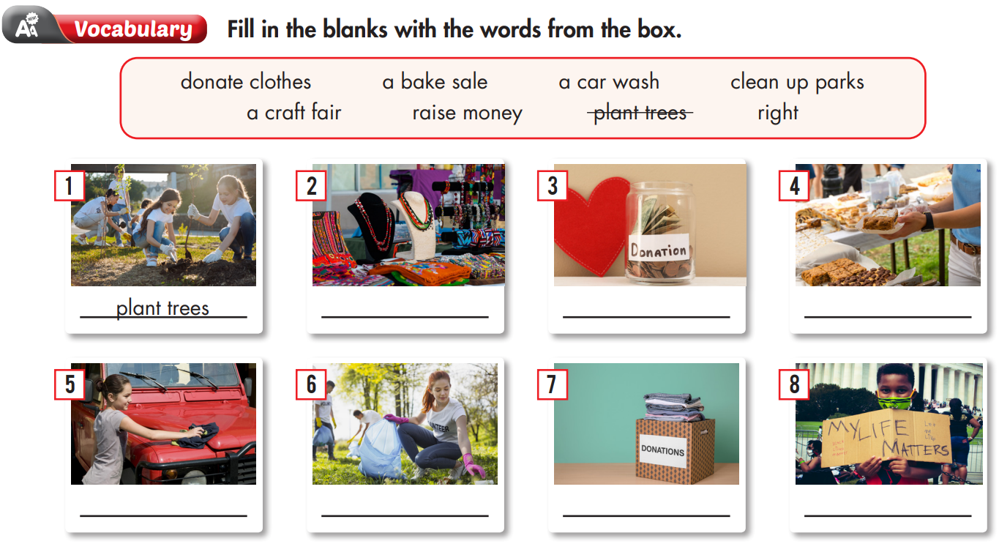 AA NEW!
Vocabulary Fill in the blanks with the words from the box.
donate clothes a bake sale a car wash clean up parks
a craft fair raise money plant trees right
1 2 3 4
Donation
plant trees
5 6 7 8
UNTEER
DONATIONS
MY LIFE
MATTERS